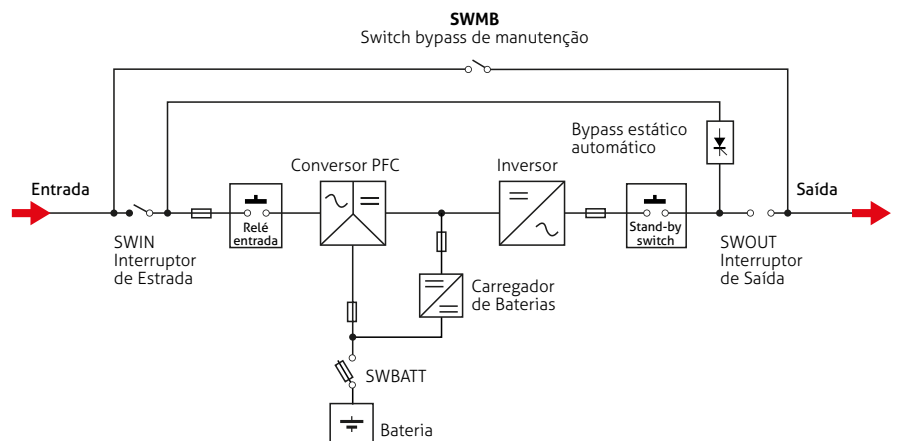 SWMB
Switch bypass de manutenção
Bypass estático
automático
Conversor PFC
Inversor
Entrada
Saída
Relé
entrada
Stand-by
switch
SWIN
Interruptor
de Estrada
SWOUT
Interruptor
de Saída
Carregador
de Baterias
SWBATT
Bateria